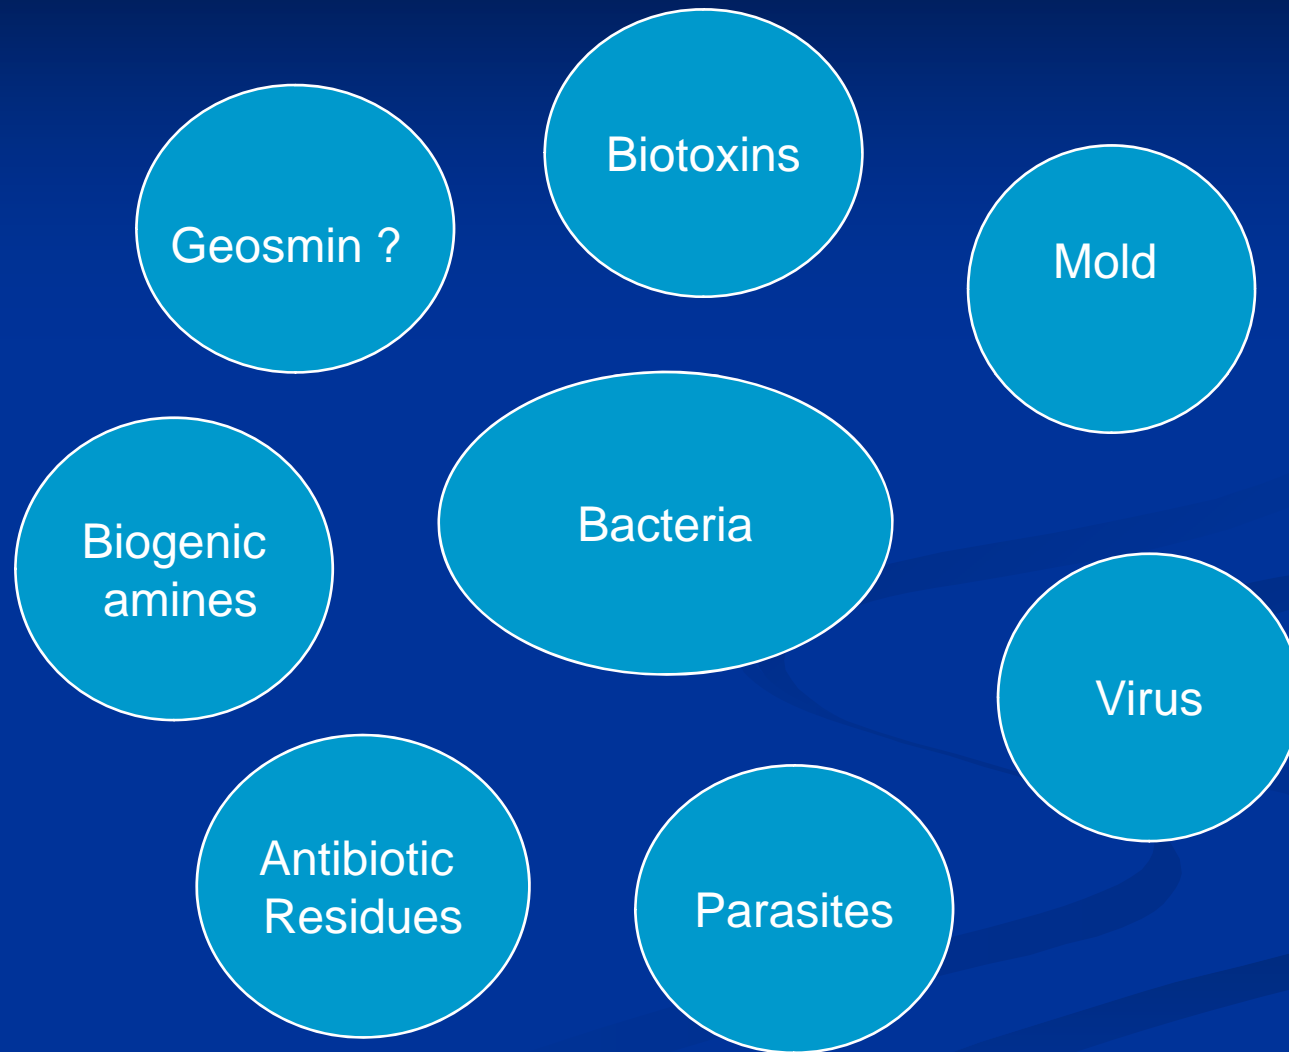 Biotoxins
Geosmin ?
Mold
Bacteria
Biogenic
amines
Virus
Antibiotic
Residues
Parasites